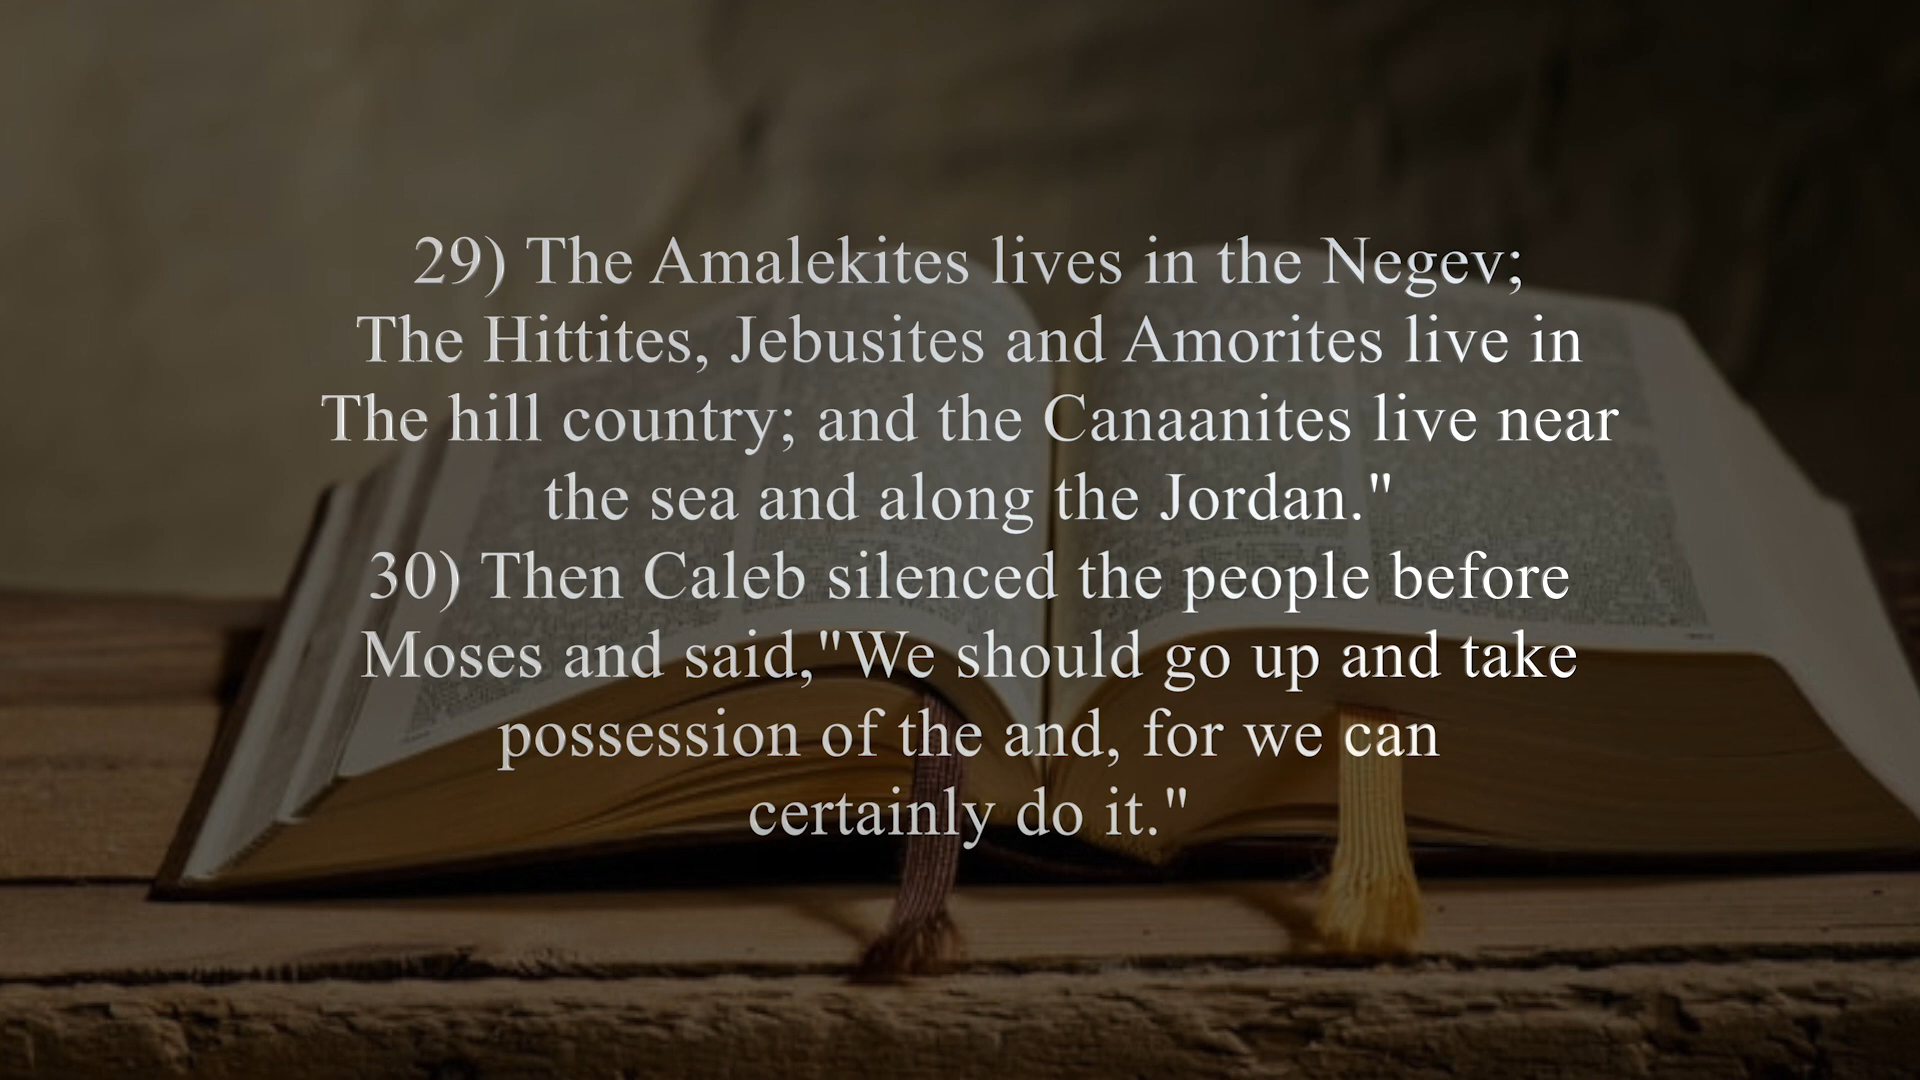 29) The Amalekites lives in the Negev;
The Hittites, Jebusites and Amorites live in
The hill country; and the Canaanites live near
the sea and along the Jordan."
30) Then Caleb silenced the people before
Moses and said,"We should go up and take
possession of the and, for we can
certainly do it."